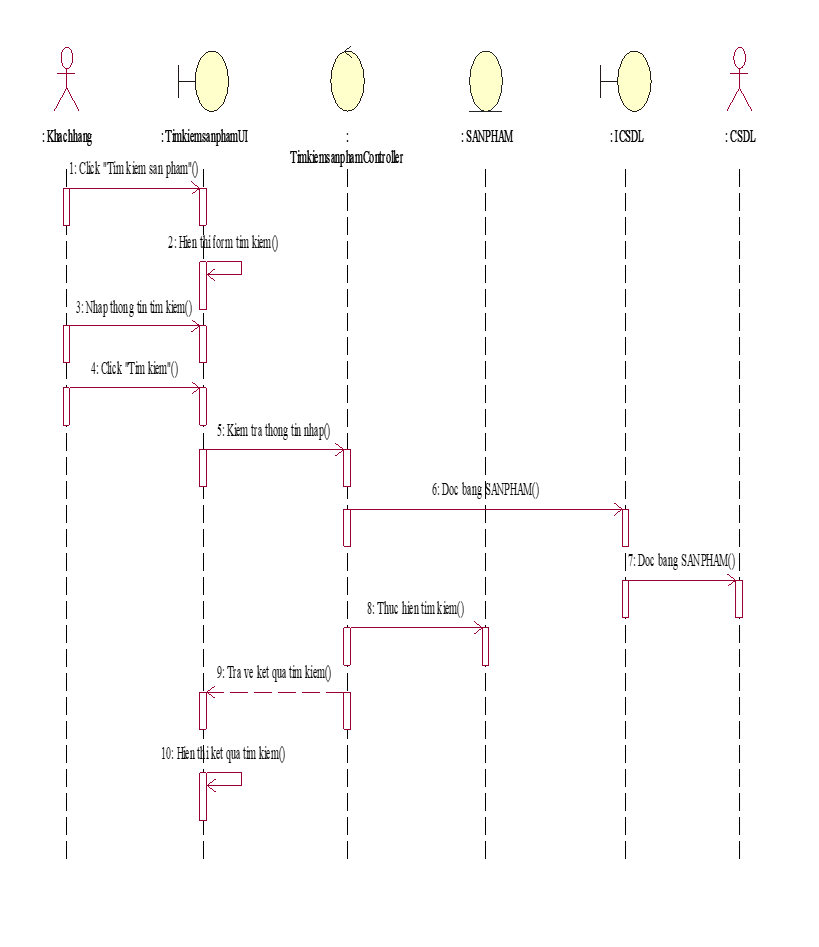 : Khachhang
: TimkiemsanphamUI
:
TimkiemsanphamController
: SANPHAM
: ICSDL
: CSDL
1: Click "Tim kiem san pham"()
2: Hien thi form tim kiem()
3: Nhap thong tin tim kiem()
4: Click "Tim kiem"()
5: Kiem tra thong tin nhap()
6: Doc bang SANPHAM()
7: Doc bang SANPHAM()
8: Thuc hien tim kiem()
9: Tra ve ket qua tim kiem()
10: Hien thi ket qua tim kiem()